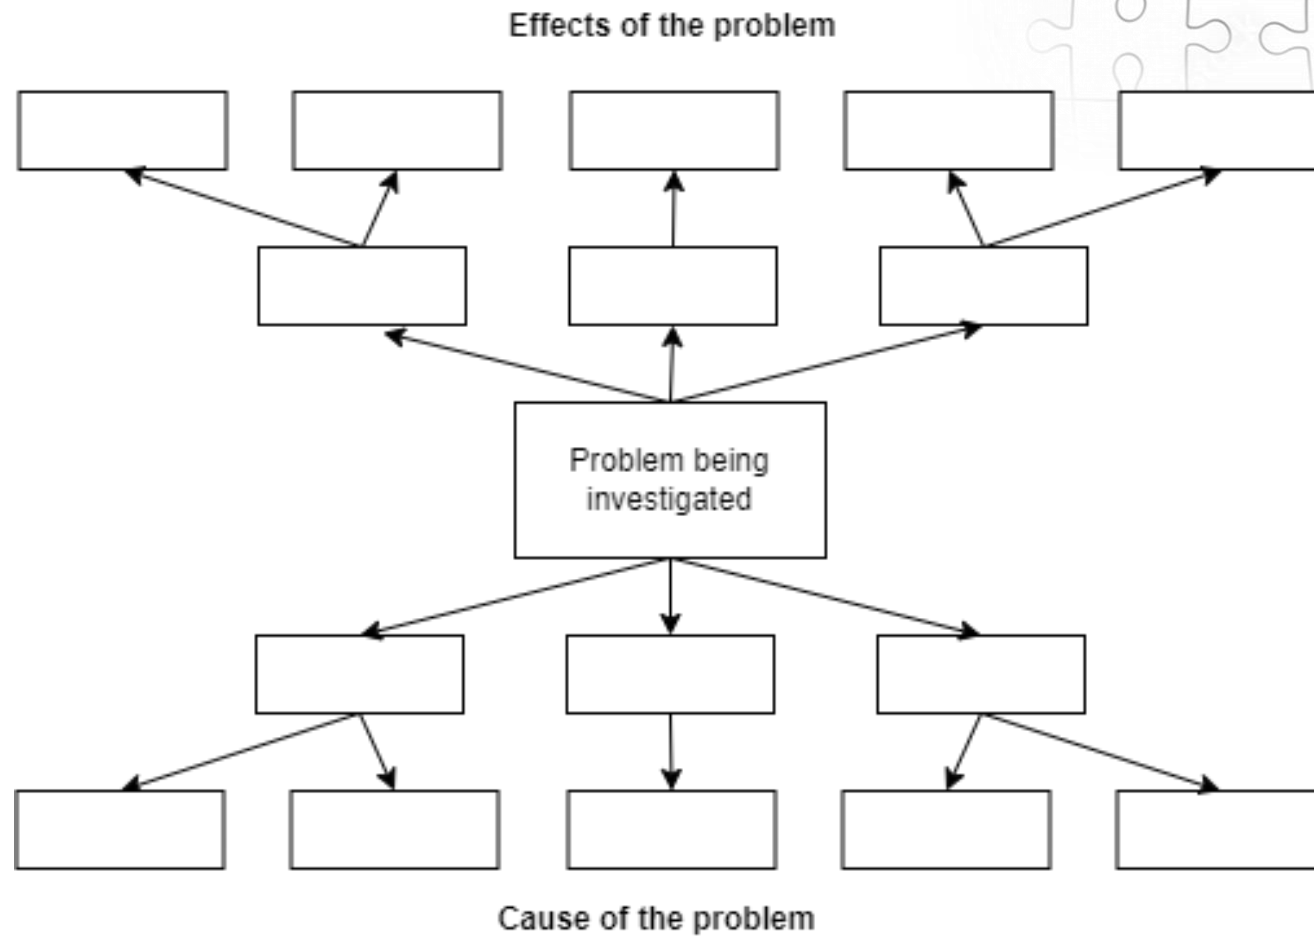 Effects of the problem
Problem being
investigated
Cause of the problem